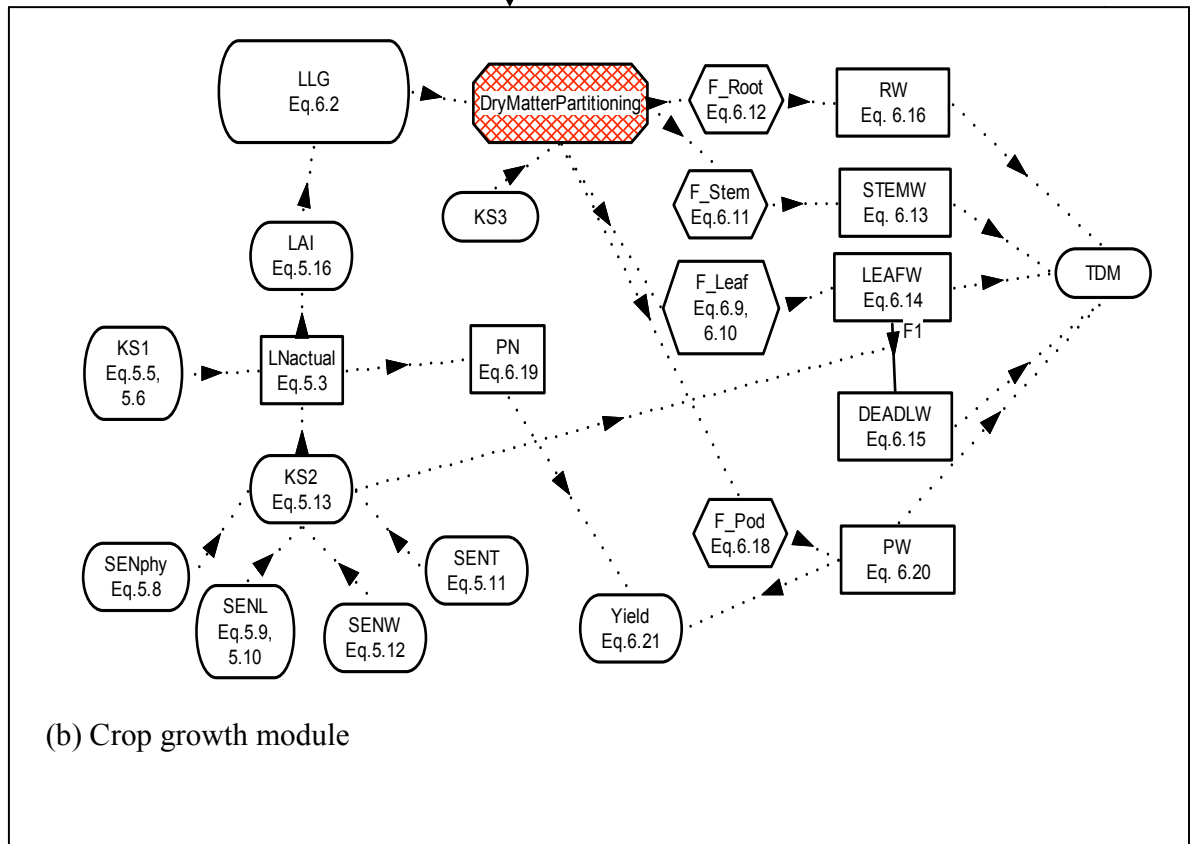 LLG
Eq.6.2
DryMatterPartitioning
F_Root
Eq.6.12
RW
Eq. 6.16
KS3
F_Stem
Eq.6.11
STEMW
Eq. 6.13
LAI
Eq.5.16
F_Leaf
Eq.6.9,
6.10
LEAFW
Eq.6.14
TDM
F1
KS1
Eq.5.5,
5.6
LNactual
Eq.5.3
PN
Eq.6.19
DEADLW
Eq.6.15
KS2
Eq.5.13
F_Pod
Eq.6.18
PW
Eq. 6.20
SENphy
Eq.5.8
SENL
Eq.5.9,
5.10
SENW
Eq.5.12
SENT
Eq.5.11
Yield
Eq.6.21
(b) Crop growth module